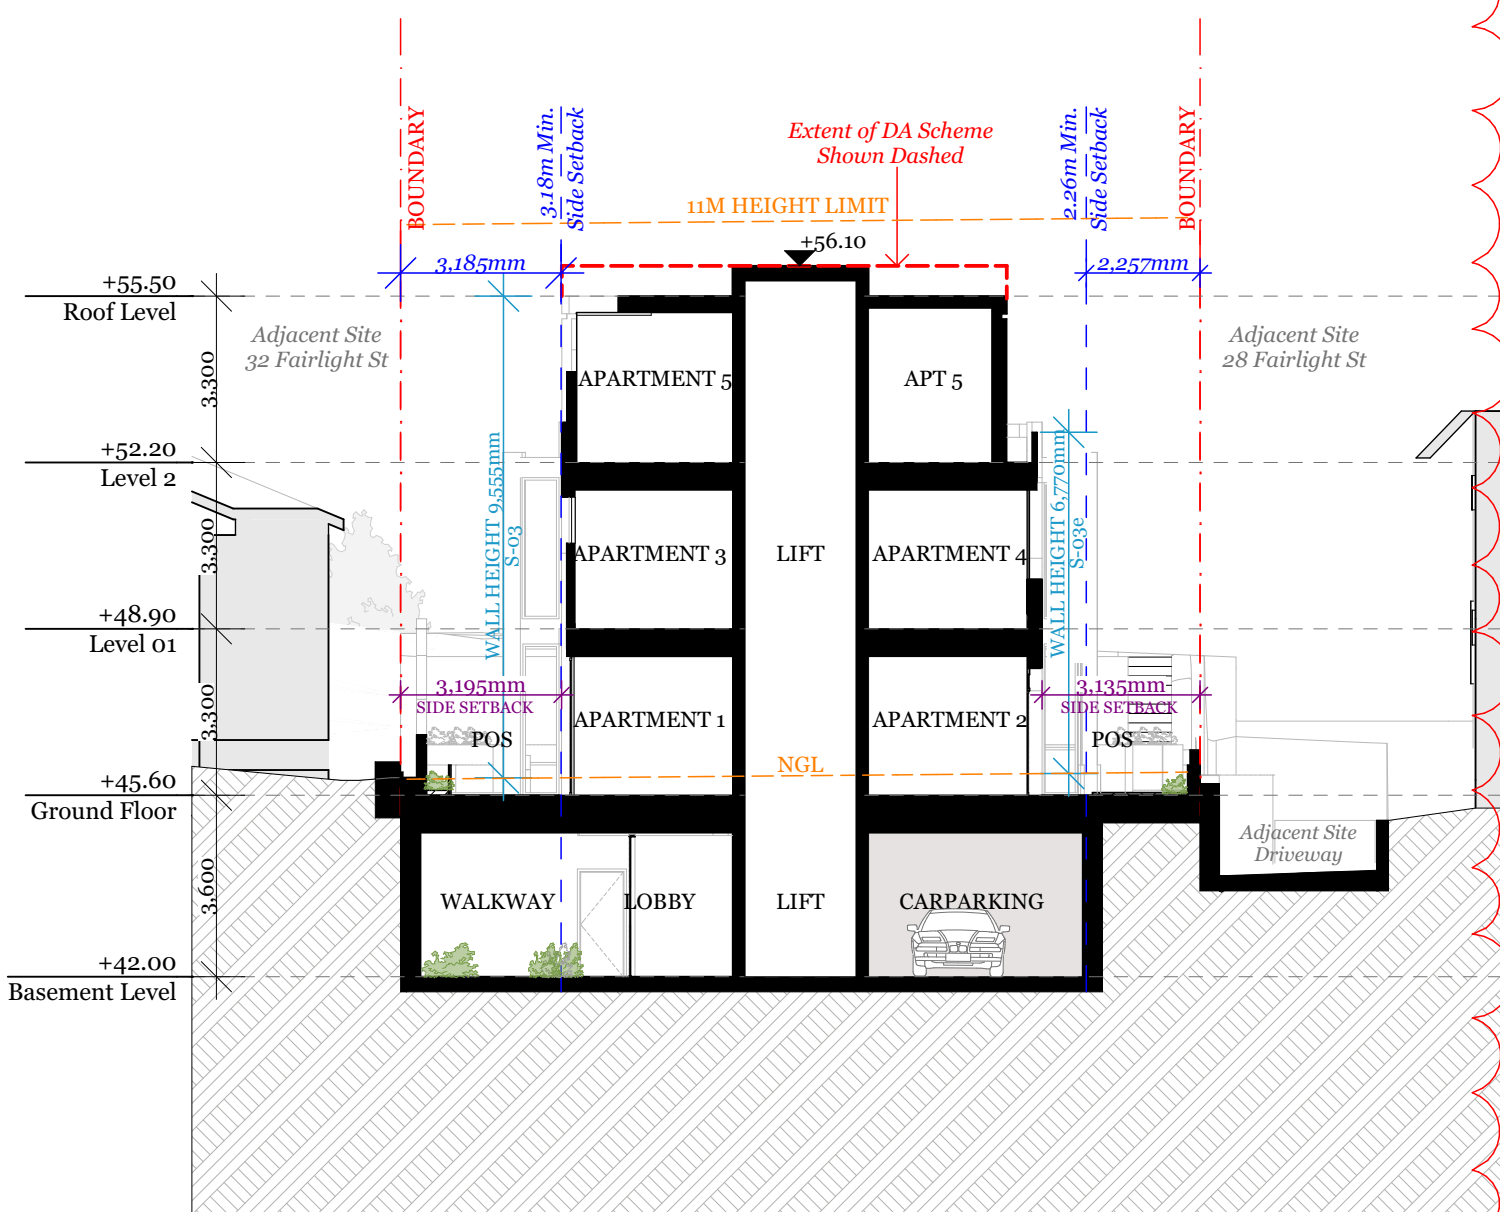 BOUNDARY
3.18m Min.
Side Setback
Extent of DA Scheme
Shown Dashed
2.26m Min.
Side Setback
BOUNDARY
11M HEIGHT LIMIT
+56.10
3,185mm
2,257mm
+55.50
Roof Level
Adjacent Site
32 Fairlight St
Adjacent Site
28 Fairlight St
3,300
APARTMENT 5
APT 5
+52.20
Level 2
WALL HEIGHT 9,555mm
S-03
WALL HEIGHT 6,770mm
S-03e
3,300
APARTMENT 3
LIFT
APARTMENT 4
+48.90
Level 01
3,195mm
SIDE SETBACK
3,135mm
SIDE SETBACK
3,300
APARTMENT 1
APARTMENT 2
POS
POS
NGL
+45.60
Ground Floor
Adjacent Site
Driveway
3,600
WALKWAY
LOBBY
LIFT
CARPARKING
+42.00
Basement Level